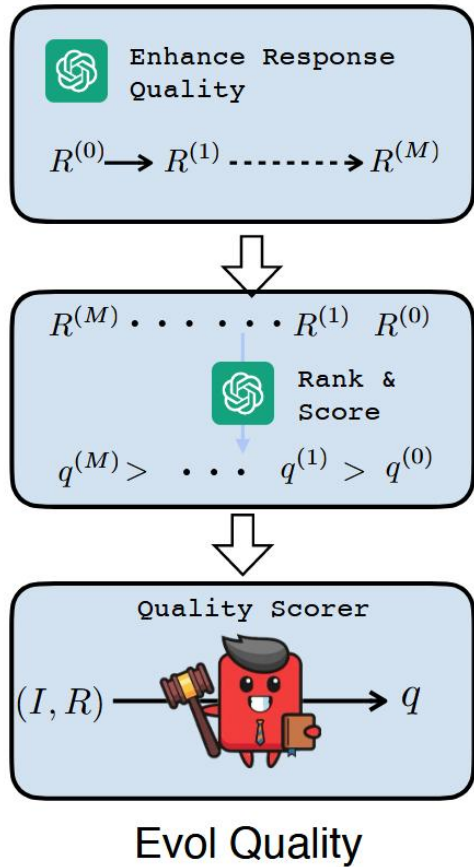 Enhance Response
Quality
R^{(0)} → R^{(1)} ⇢ R^{(M)}
R^{(M)} · · · · · · R^{(1)} R^{(0)}
Rank &
Score
q^{(M)} > · · · q^{(1)} > q^{(0)}
Quality Scorer
(I, R) → q
Evol Quality